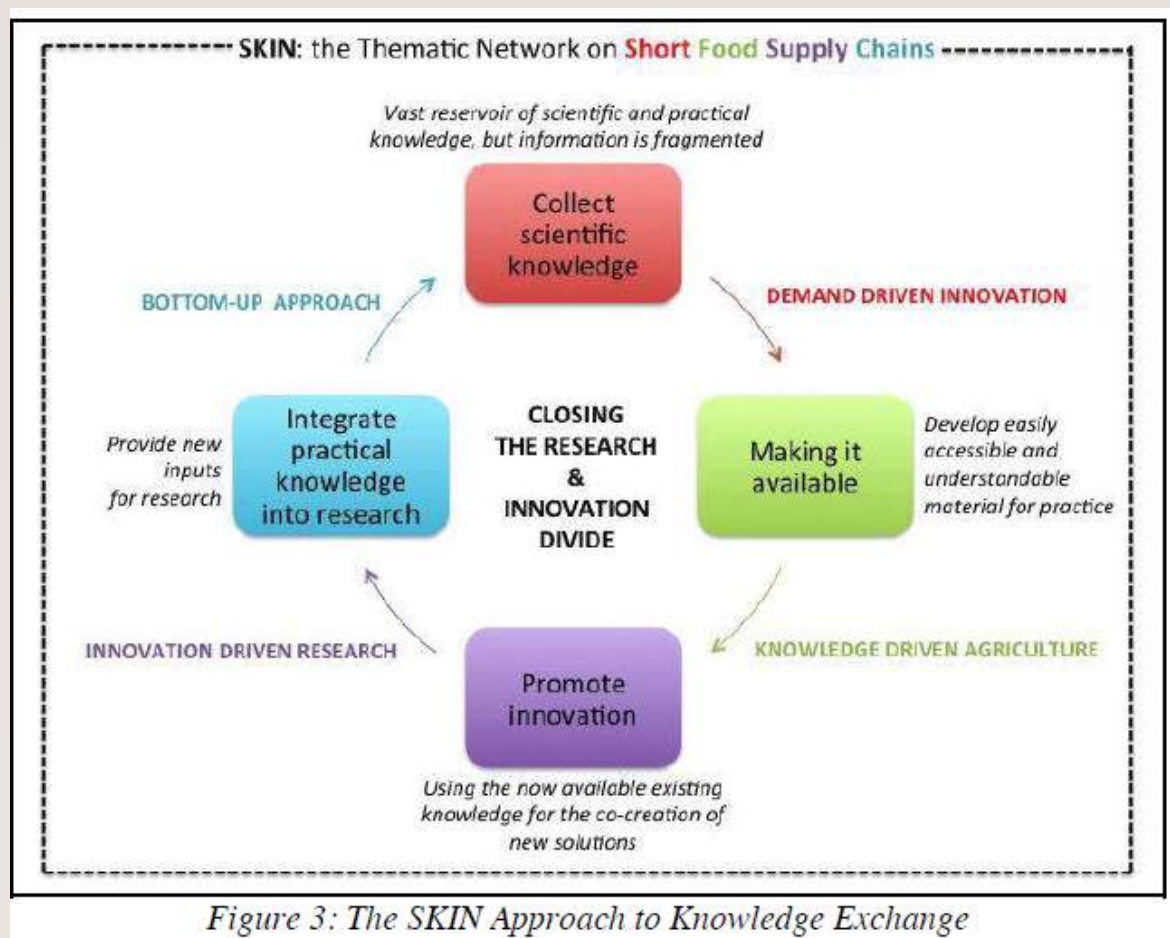 SKIN: the Thematic Network on Short Food Supply Chains
Vast reservoir of scientific and practical
knowledge, but information is fragmented
Collect
scientific
knowledge
BOTTOM-UP APPROACH
DEMAND DRIVEN INNOVATION
Integrate
practical
knowledge
into research
Provide new
inputs
for research
CLOSING
THE RESEARCH
&
INNOVATION
DIVIDE
Making it
available
Develop easily
accessible and
understandable
material for practice
INNOVATION DRIVEN RESEARCH
KNOWLEDGE DRIVEN AGRICULTURE
Promote
innovation
Using the now available existing
knowledge for the co-creation of
new solutions
Figure 3: The SKIN Approach to Knowledge Exchange